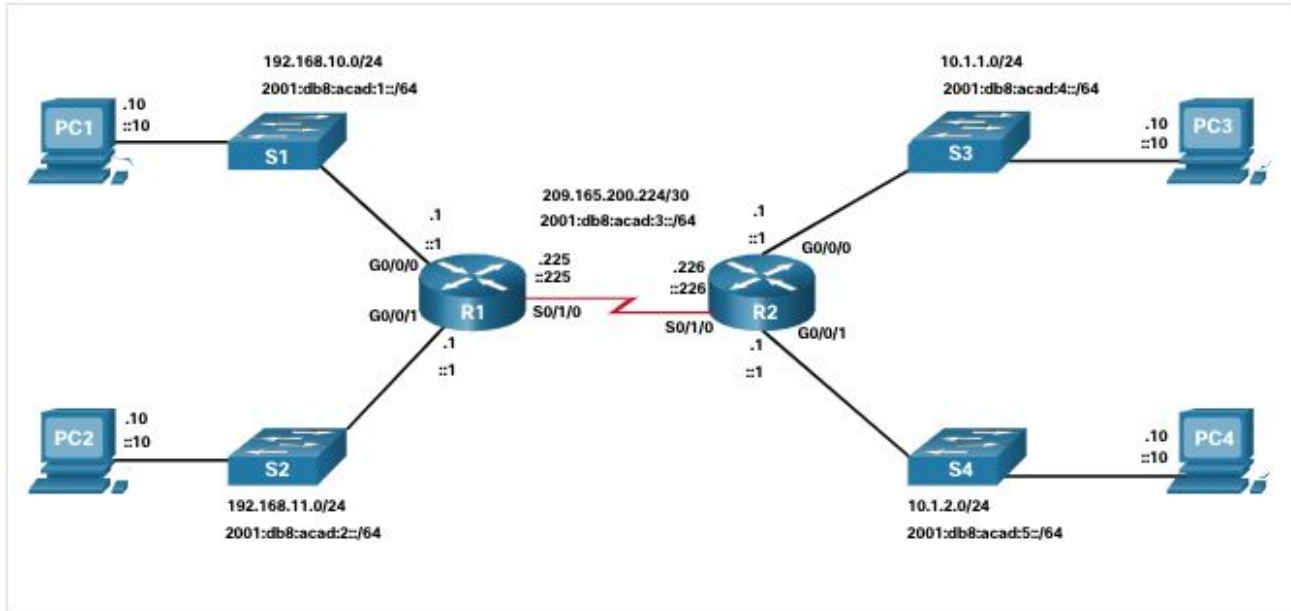 192.168.10.0/24
2001:db8:acad:1::/64
10.1.1.0/24
2001:db8:acad:4::/64
PC1
.10
::10
S1
S3
.10
::10
PC3
209.165.200.224/30
2001:db8:acad:3::/64
.1
::1
G0/0/0
.1
::1
G0/0/0
.225
::225
.226
::226
G0/0/1
R1
S0/1/0
S0/1/0
R2
G0/0/1
.1
::1
.1
::1
PC2
.10
::10
S2
S4
.10
::10
PC4
192.168.11.0/24
2001:db8:acad:2::/64
10.1.2.0/24
2001:db8:acad:5::/64